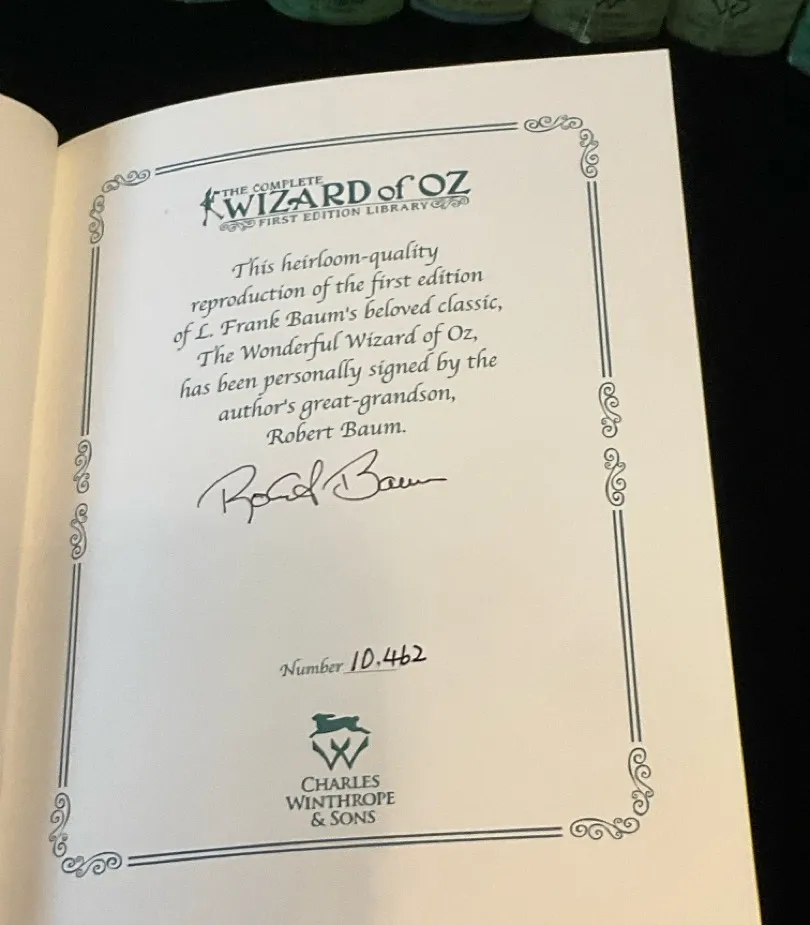 THE COMPLETE
WIZARD of OZ
FIRST EDITION LIBRARY
This heirloom-quality
reproduction of the first edition
of L. Frank Baum's beloved classic,
The Wonderful Wizard of Oz,
has been personally signed by the
author's great-grandson,
Robert Baum.
Robert Baum
Number 10,462
W
CHARLES
WINTHROPE
& SONS